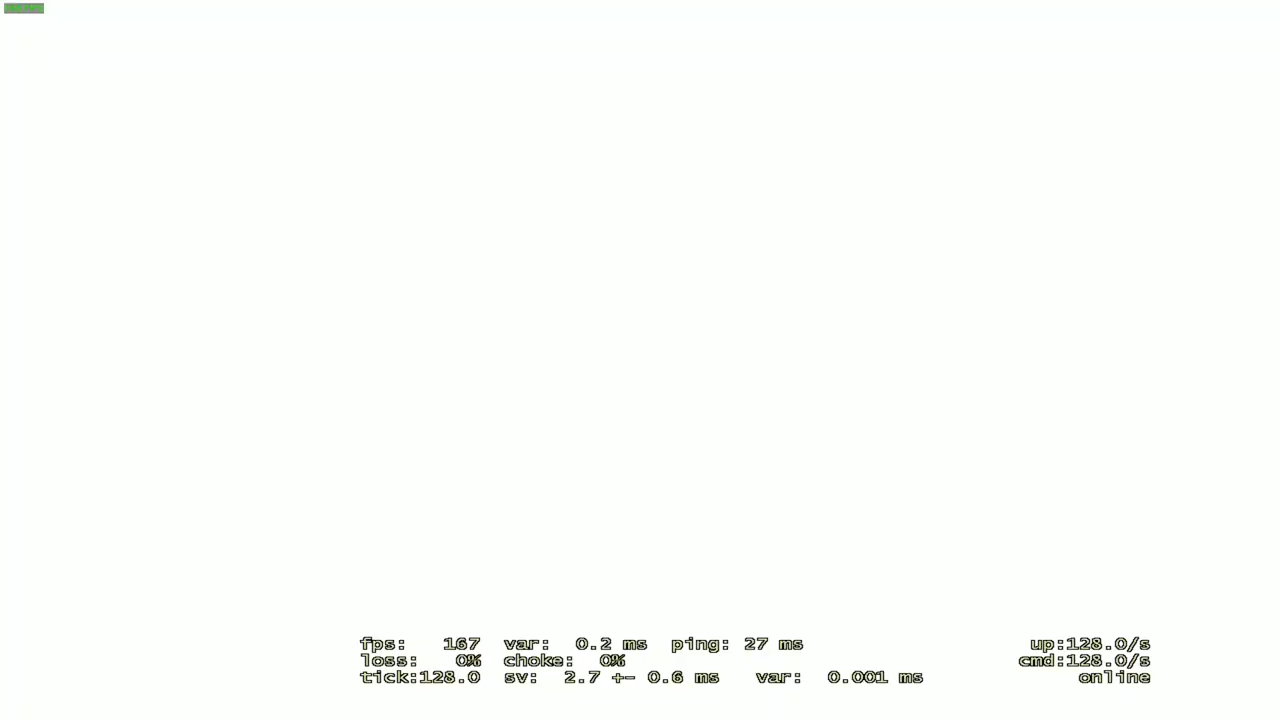 fps: 167 var: 0.2 ms ping: 27 ms up:128.0/s
loss: 0% choke: 0% cmd:128.0/s
tick:128.0 sv: 2.7 +- 0.6 ms var: 0.001 ms online